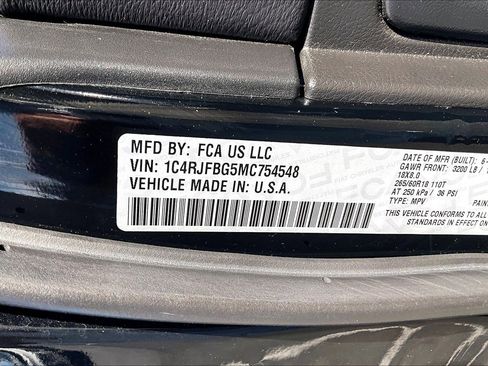 MFD BY: FCA US LLC
VIN: 1C4RJFBG5MC754548
VEHICLE MADE IN: U.S.A.
DATE OF MFR (BUILT): 6-
GAWR FRONT: 3200 LB /
18X8.0
265/60R18 110T
AT 250 kPa / 36 PSI
TYPE: MPV PAIN
THIS VEHICLE CONFORMS TO ALL
STANDARDS IN EFFECT ON